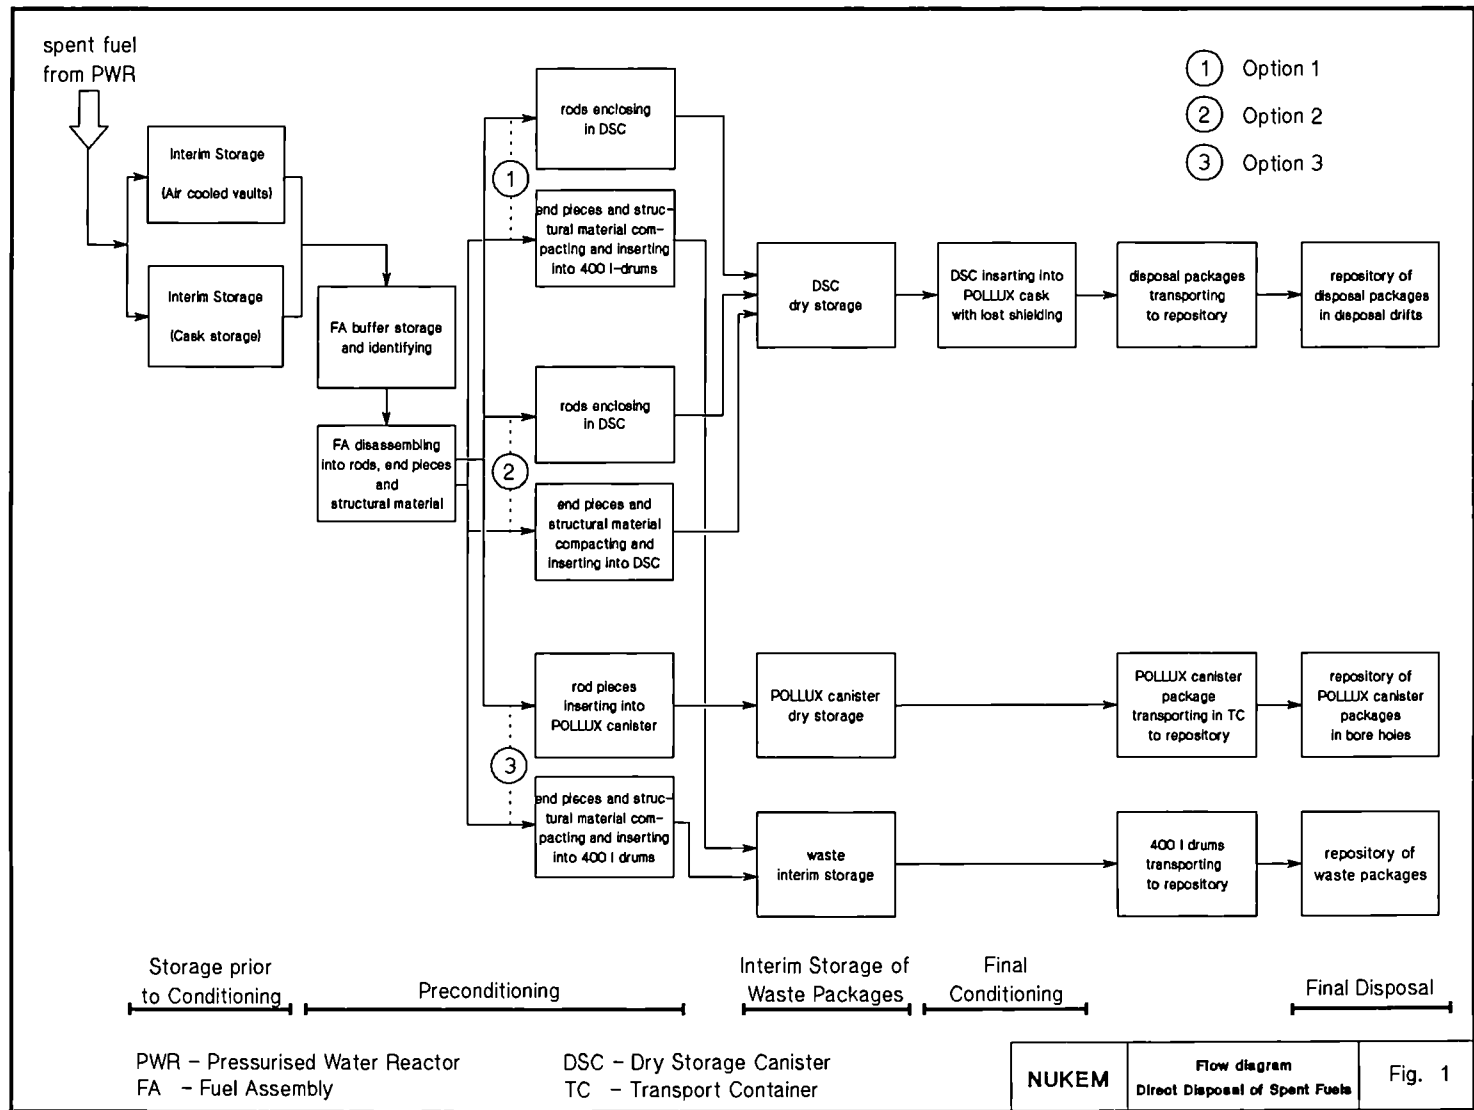 spent fuel
from PWR
1 Option 1
2 Option 2
3 Option 3
Interim Storage
(Air cooled vaults)
Interim Storage
(Cask storage)
FA buffer storage
and identifying
FA disassembling
into rods, end pieces
and
structural material
1
2
3
rods enclosing
in DSC
end pieces and struc-
tural material com-
pacting and inserting
into 400 l-drums
rods enclosing
in DSC
end pieces and
structural material
compacting and
inserting into DSC
rod pieces
inserting into
POLLUX canister
end pieces and struc-
tural material com-
pacting and inserting
into 400 l drums
DSC
dry storage
DSC inserting into
POLLUX cask
with lost shielding
disposal packages
transporting
to repository
repository of
disposal packages
in disposal drifts
POLLUX canister
dry storage
POLLUX canister
package
transporting in TC
to repository
repository of
POLLUX canister
packages
in bore holes
waste
interim storage
400 l drums
transporting
to repository
repository of
waste packages
Storage prior
to Conditioning
Preconditioning
Interim Storage of
Waste Packages
Final
Conditioning
Final Disposal
PWR – Pressurised Water Reactor
FA – Fuel Assembly
DSC – Dry Storage Canister
TC – Transport Container
NUKEM
Flow diagram
Direct Disposal of Spent Fuels
Fig. 1